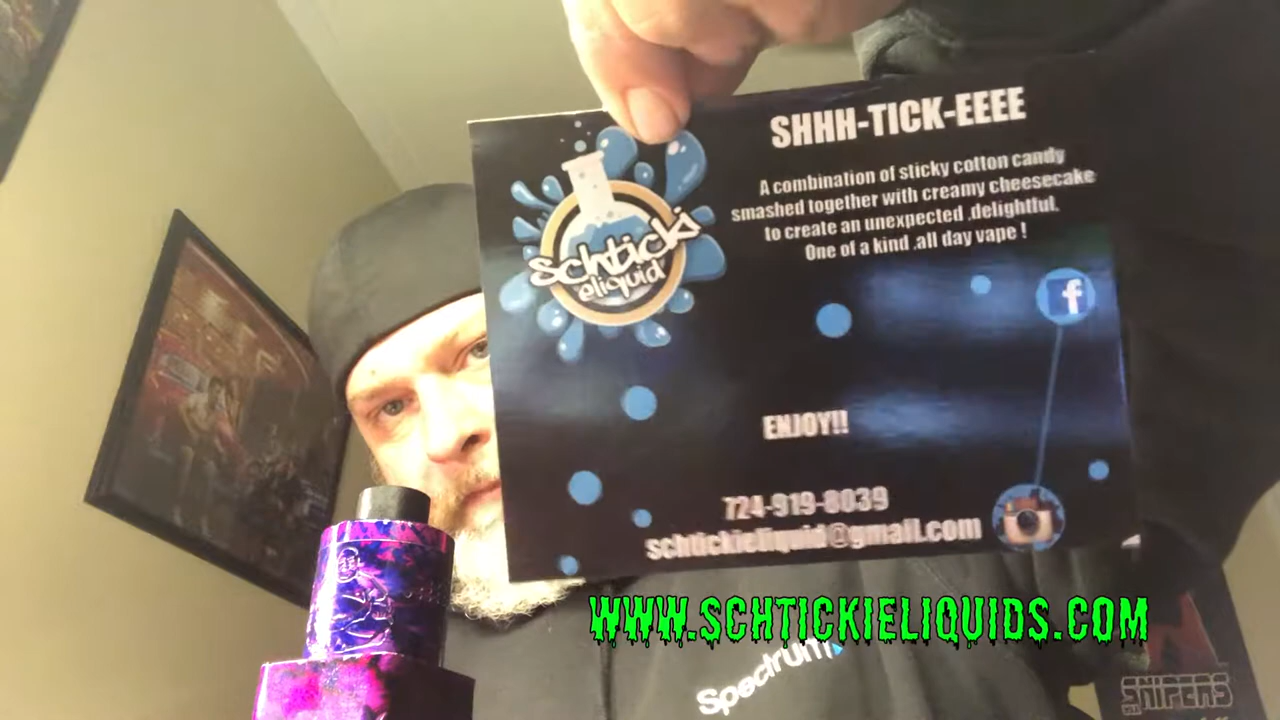 SHHH-TICK-EEEE
A combination of sticky cotton candy
smashed together with creamy cheesecake
to create an unexpected ,delightful.
One of a kind ,all day vape !
schticki
eliquid
f
ENJOY!!
724-919-8039
schtickieliquid@gmail.com
WWW.SCHTICKIELIQUIDS.COM
Spectrum
SNIPERS